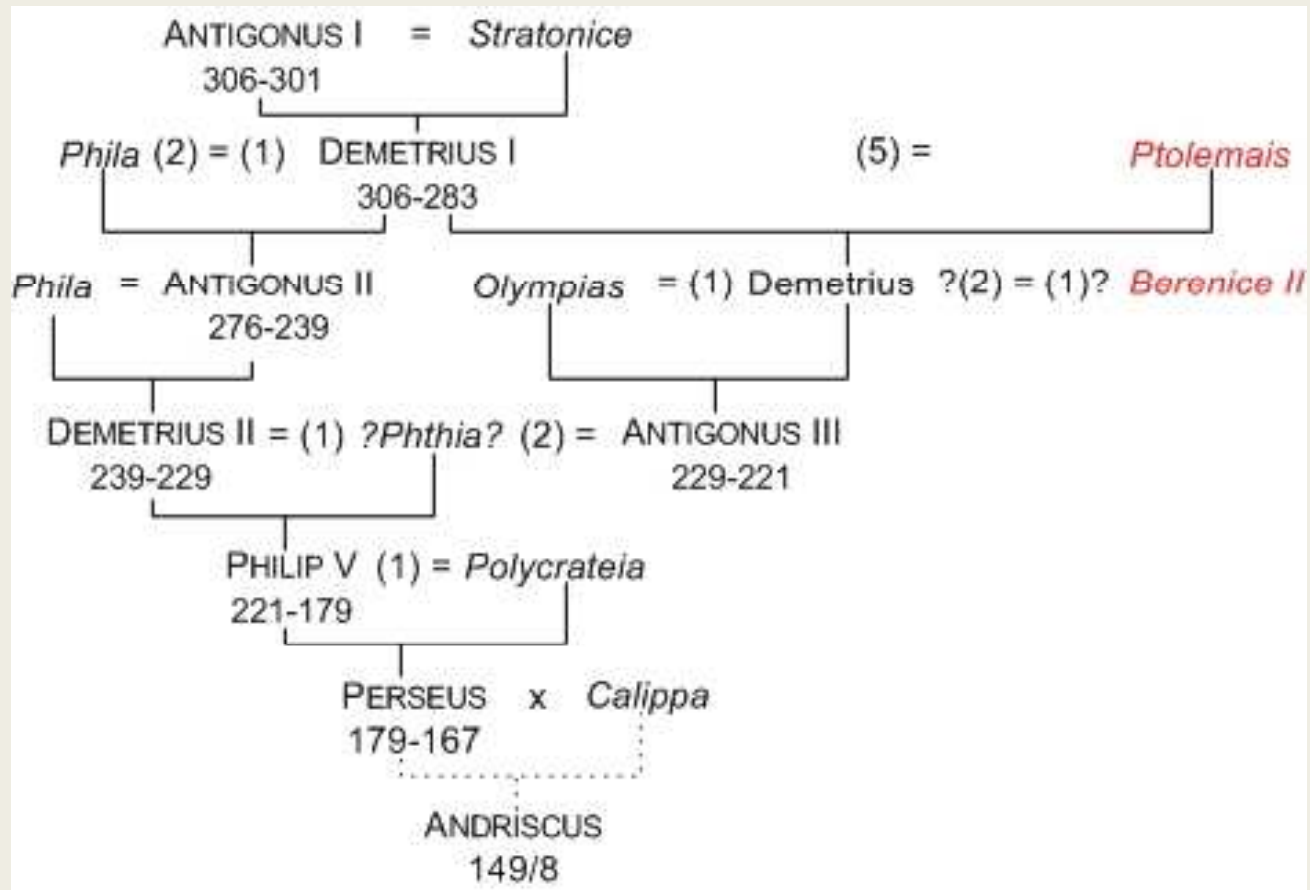 ANTIGONUS I = Stratonice
306-301
Phila (2) = (1) DEMETRIUS I (5) = Ptolemais
306-283
Phila = ANTIGONUS II Olympias = (1) Demetrius ?(2) = (1)? Berenice II
276-239
DEMETRIUS II = (1) ?Phthia? (2) = ANTIGONUS III
239-229 229-221
PHILIP V (1) = Polycrateia
221-179
PERSEUS x Calippa
179-167
ANDRISCUS
149/8